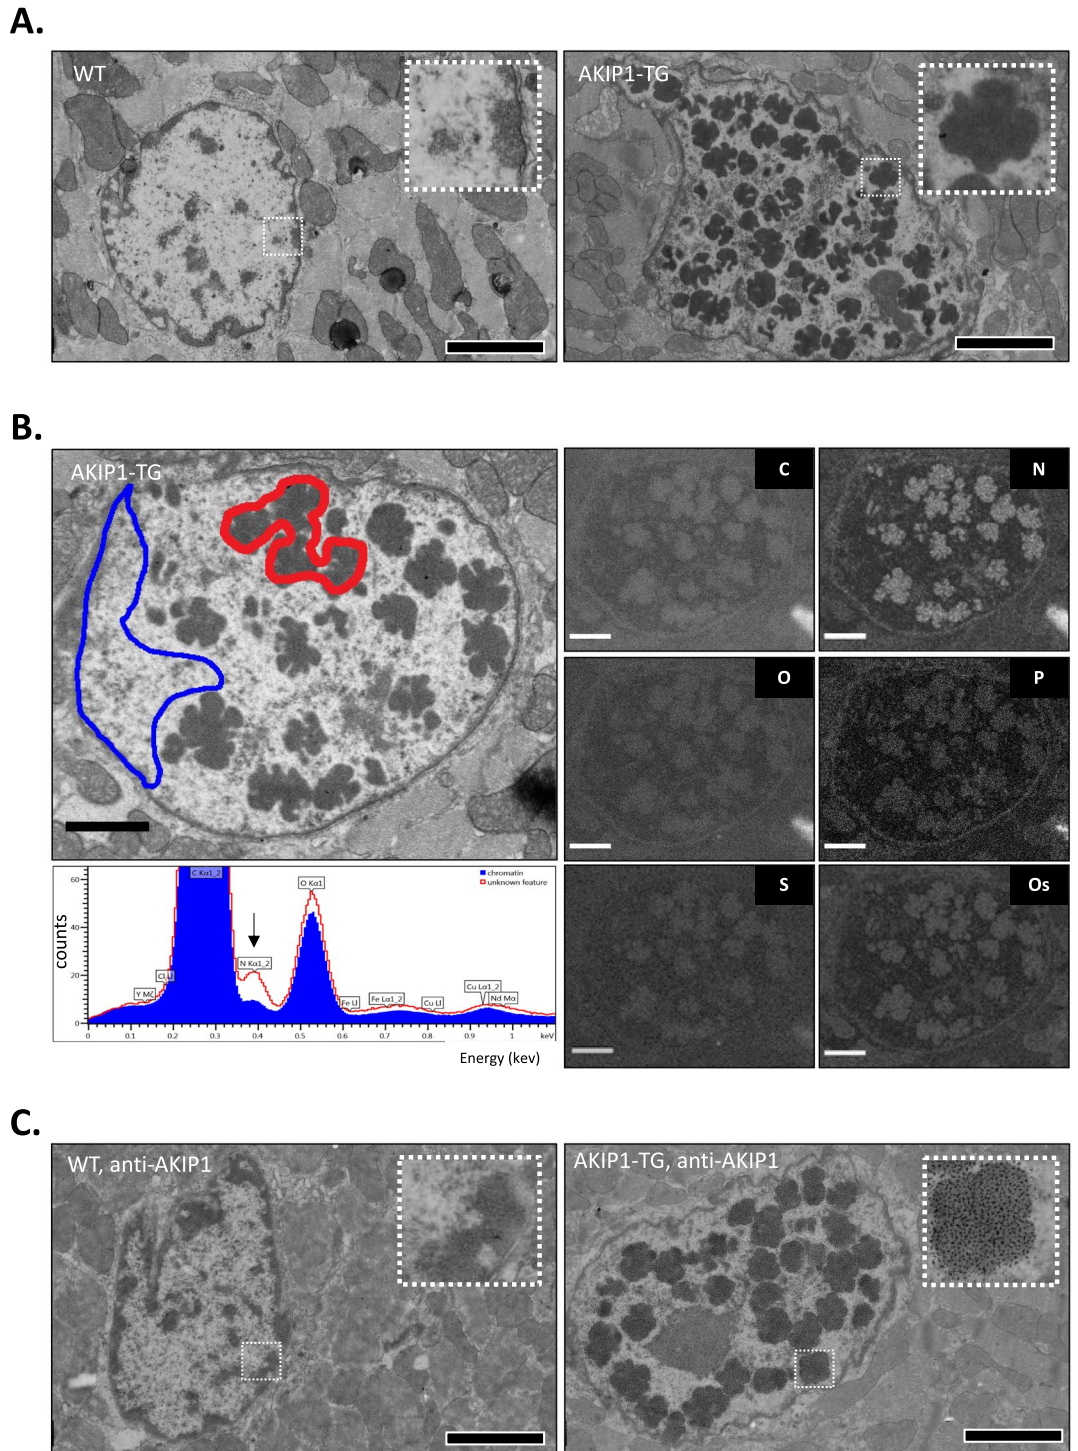 A.
WT
AKIP1-TG
B.
AKIP1-TG
C
N
O
P
S
Os
counts
60
40
20
0
C Kα1_2
O Kα1
chromatin
unknown feature
N Kα1_2
Y Mζ
Fe Ll
Fe Lα1_2
Cu Ll
Cu Lα1_2
Nd Mα
0 0.1 0.2 0.3 0.4 0.5 0.6 0.7 0.8 0.9 1 keV
Energy (kev)
C.
WT, anti-AKIP1
AKIP1-TG, anti-AKIP1